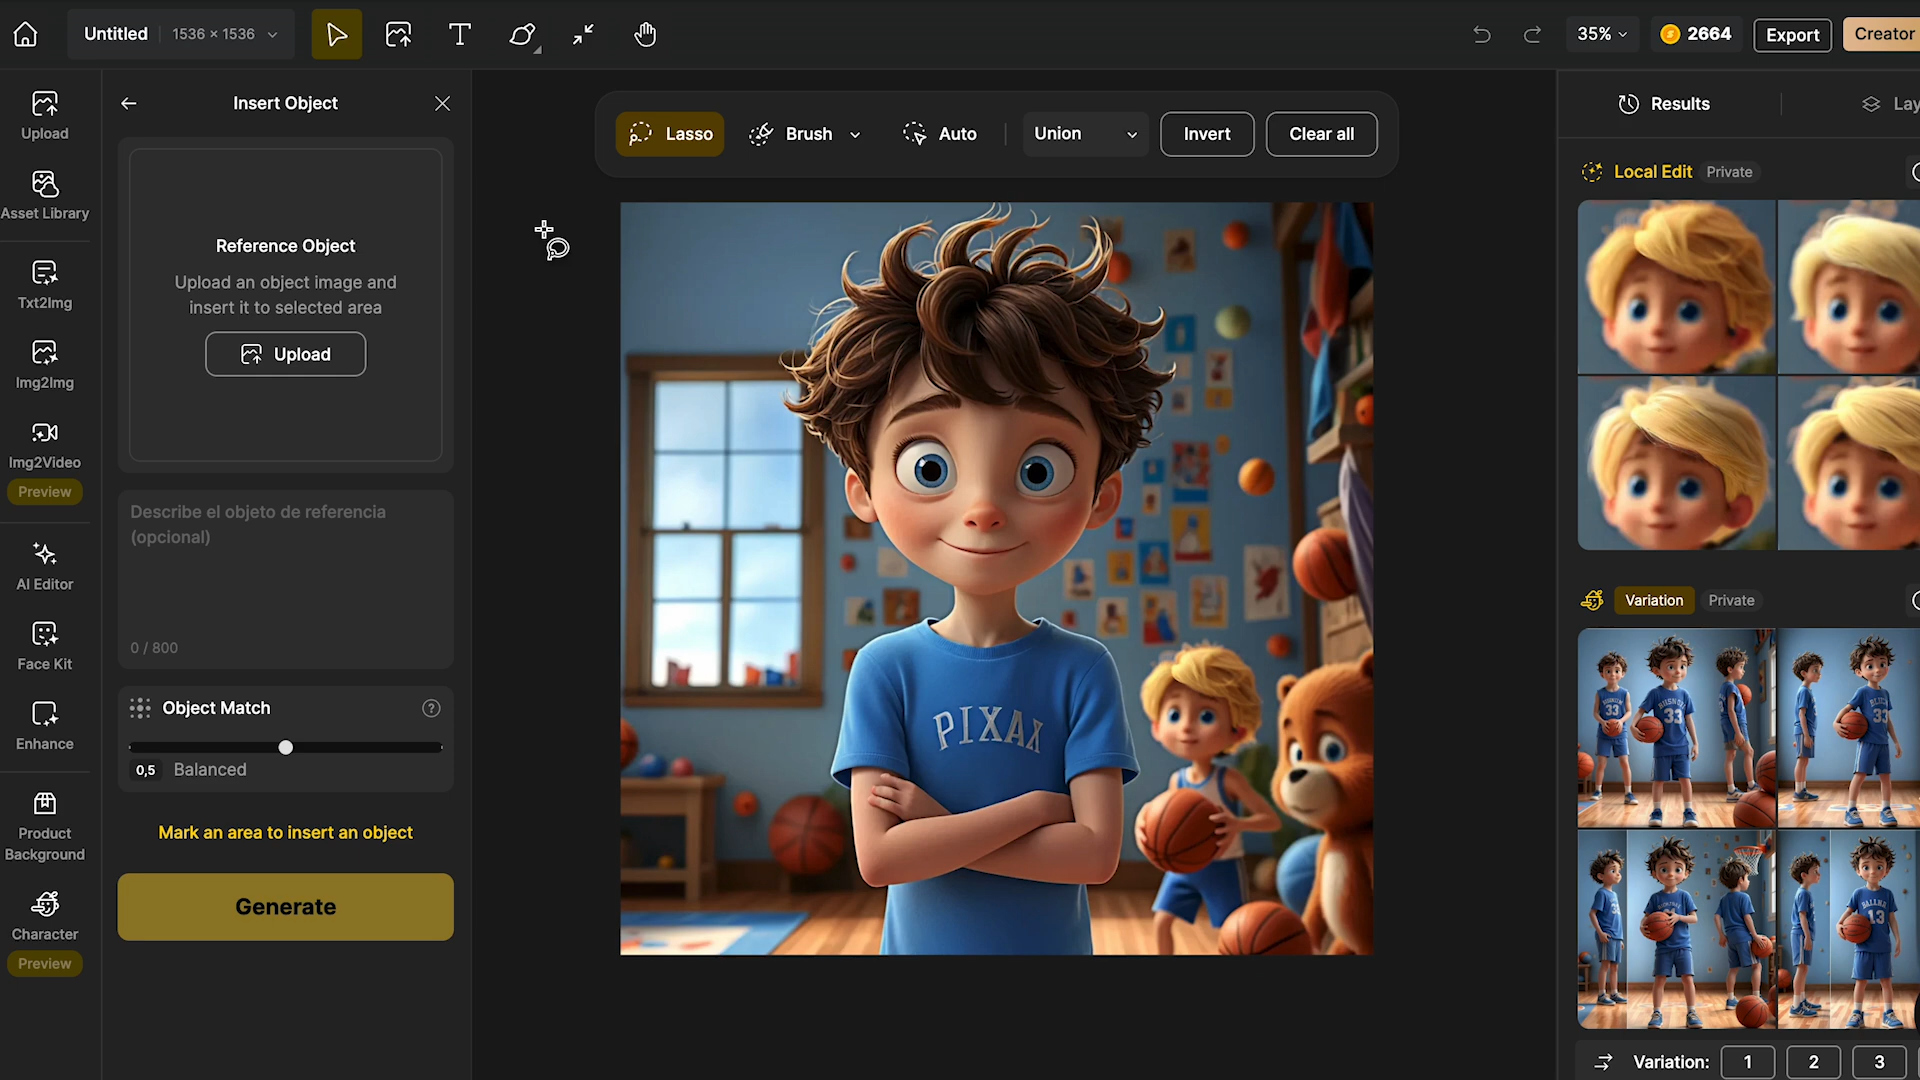 Untitled
1536 × 1536
35%
2664
Export
Creator
Upload
Asset Library
Txt2Img
Img2Img
Img2Video
Preview
AI Editor
Face Kit
Enhance
Product
Background
Character
Preview
Insert Object
Reference Object
Upload an object image and
insert it to selected area
Upload
Describe el objeto de referencia
(opcional)
0 / 800
Object Match
?
0,5
Balanced
Mark an area to insert an object
Generate
Lasso
Brush
Auto
Union
Invert
Clear all
PIXAX
Results
Lay
Local Edit
Private
Variation
Private
33
33
13
Variation:
1
2
3